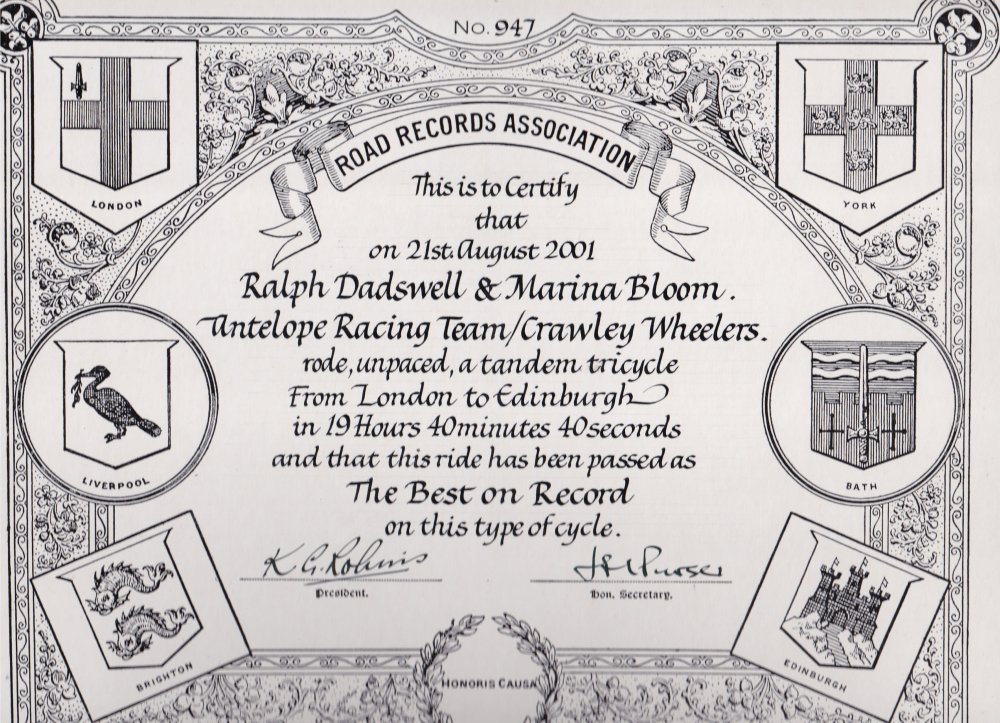 No. 947
ROAD RECORDS ASSOCIATION
LONDON
YORK
This is to Certify
that
on 21st. August 2001
Ralph Dadswell & Marina Bloom.
Antelope Racing Team/Crawley Wheelers.
rode, unpaced, a tandem tricycle
From London to Edinburgh
in 19 Hours 40 minutes 40 seconds
and that this ride has been passed as
The Best on Record
on this type of cycle.
LIVERPOOL
BATH
K G. Robins
President.
Hon. Secretary.
BRIGHTON
EDINBURGH
HONORIS CAUSA